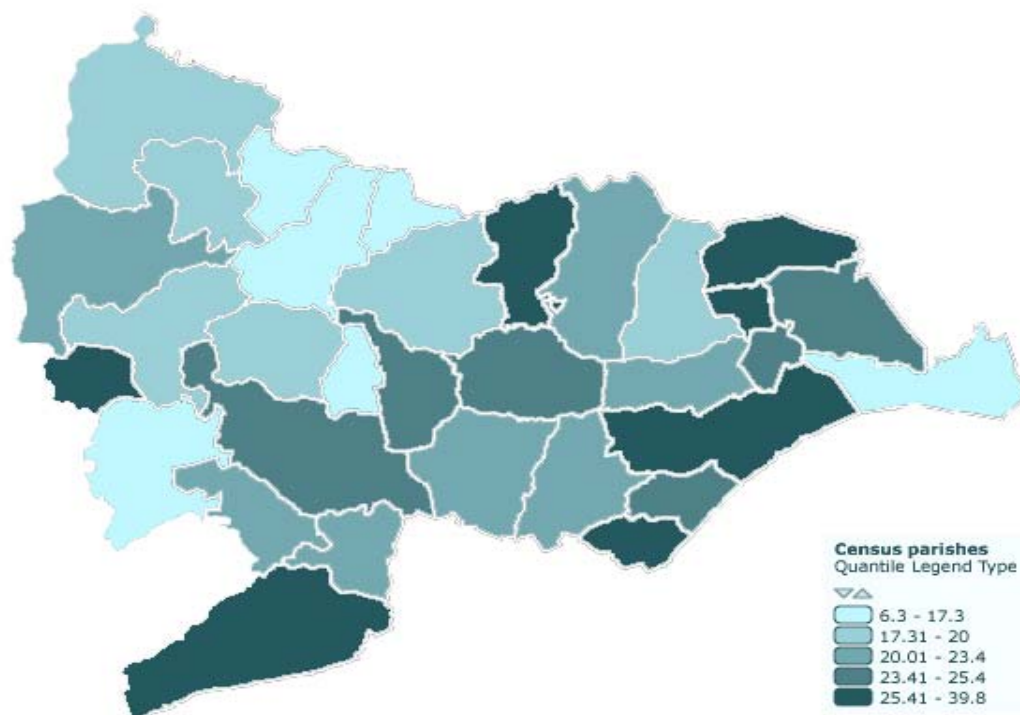 Census parishes
Quantile Legend Type
6.3 - 17.3
17.31 - 20
20.01 - 23.4
23.41 - 25.4
25.41 - 39.8